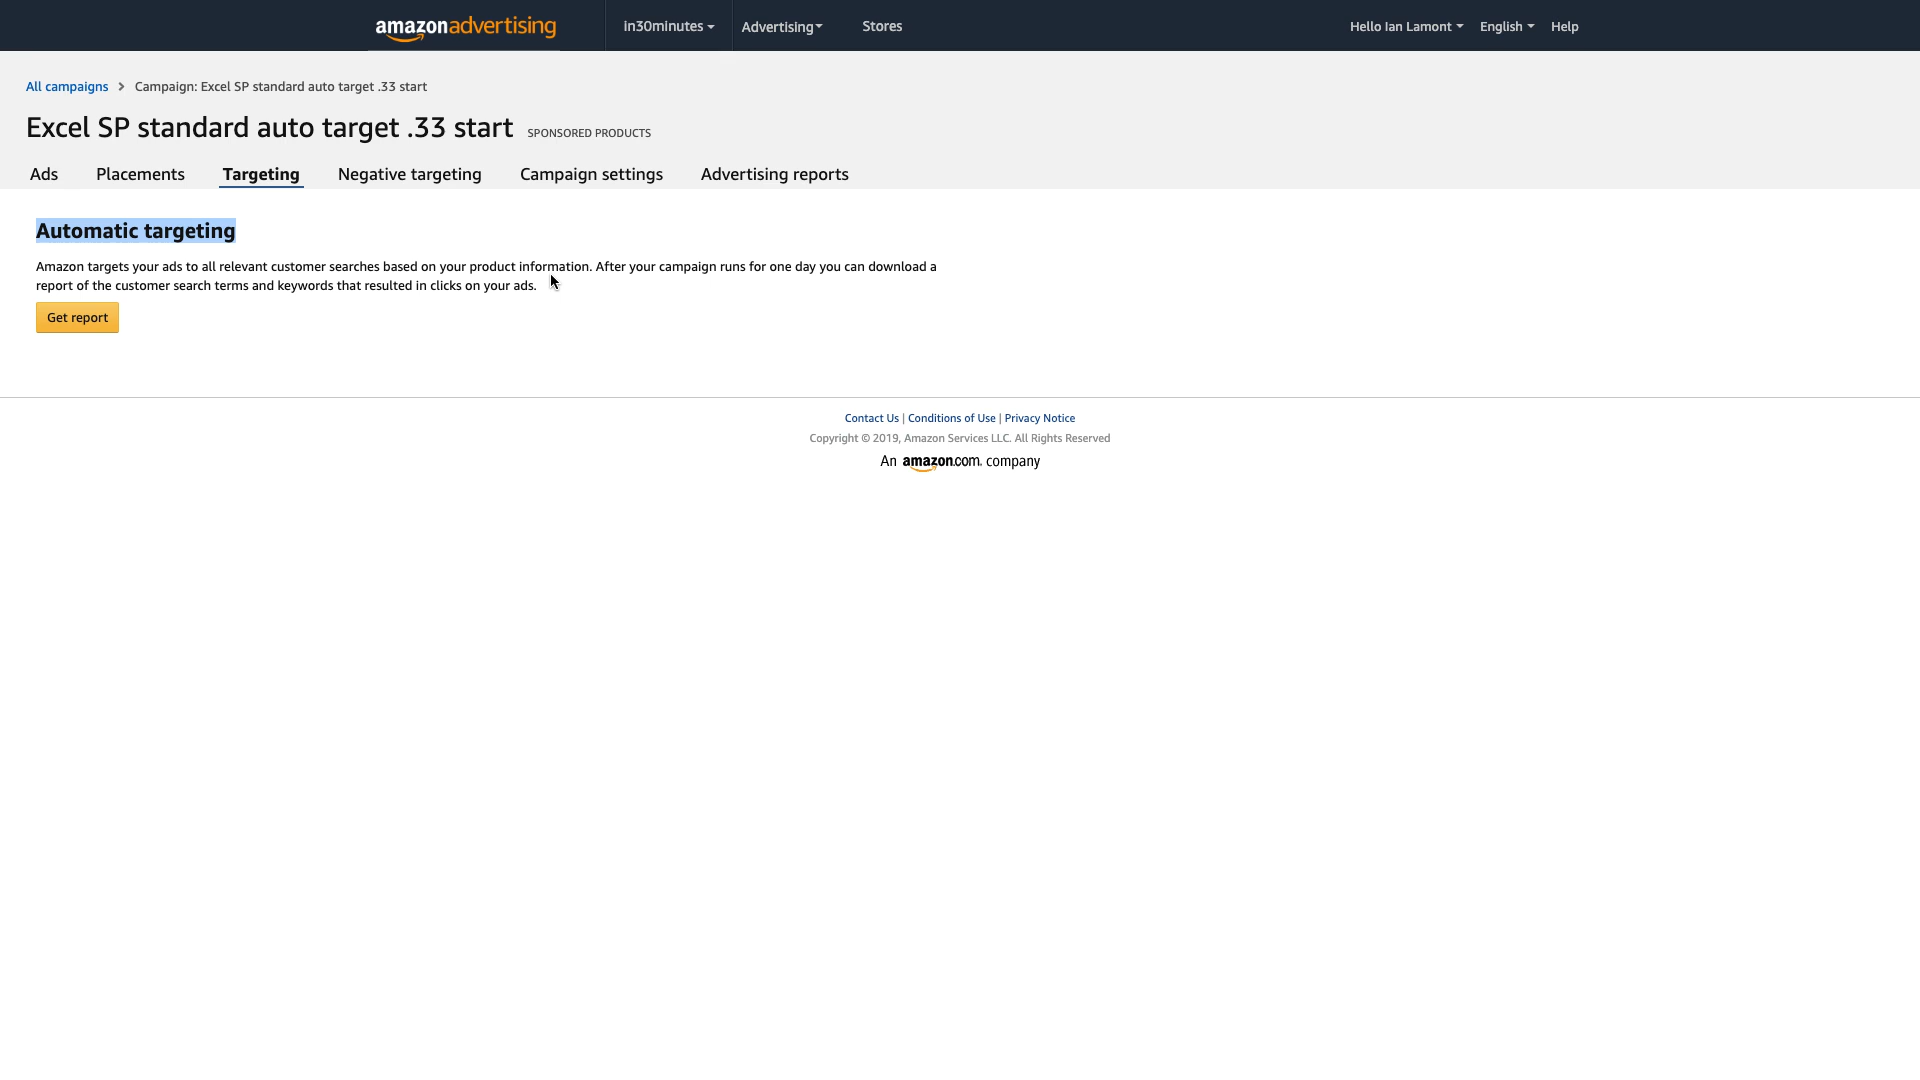 amazonadvertising in30minutes Advertising Stores Hello Ian Lamont English Help
All campaigns > Campaign: Excel SP standard auto target .33 start
Excel SP standard auto target .33 start SPONSORED PRODUCTS
Ads Placements Targeting Negative targeting Campaign settings Advertising reports
Automatic targeting
Amazon targets your ads to all relevant customer searches based on your product information. After your campaign runs for one day you can download a
report of the customer search terms and keywords that resulted in clicks on your ads.
Get report
Contact Us | Conditions of Use | Privacy Notice
Copyright © 2019, Amazon Services LLC. All Rights Reserved
An amazon.com. company